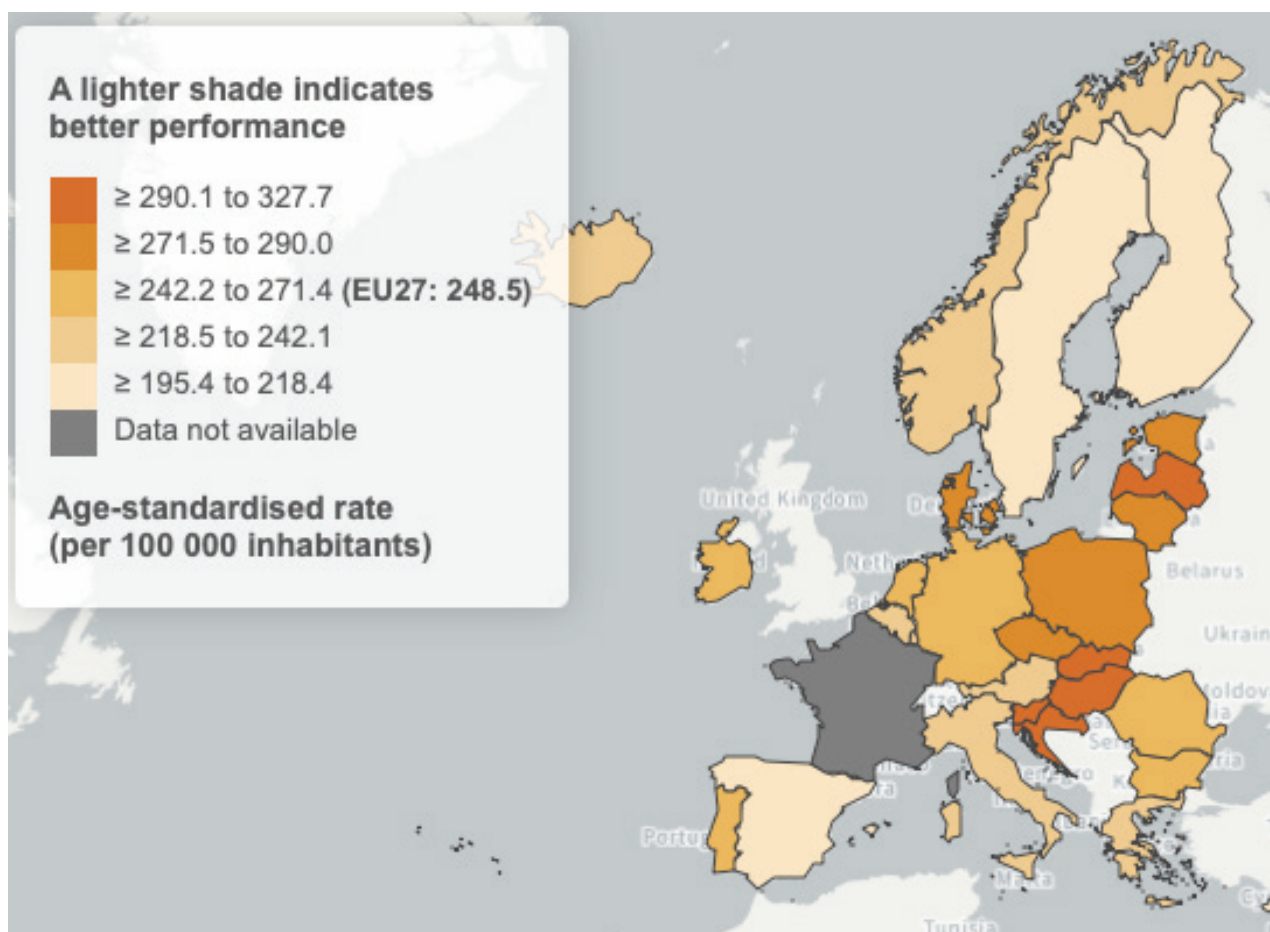 A lighter shade indicates
better performance
≥ 290.1 to 327.7
≥ 271.5 to 290.0
≥ 242.2 to 271.4 (EU27: 248.5)
≥ 218.5 to 242.1
≥ 195.4 to 218.4
Data not available
Age-standardised rate
(per 100 000 inhabitants)
United Kingdom
Belarus
Malta
Tunisia